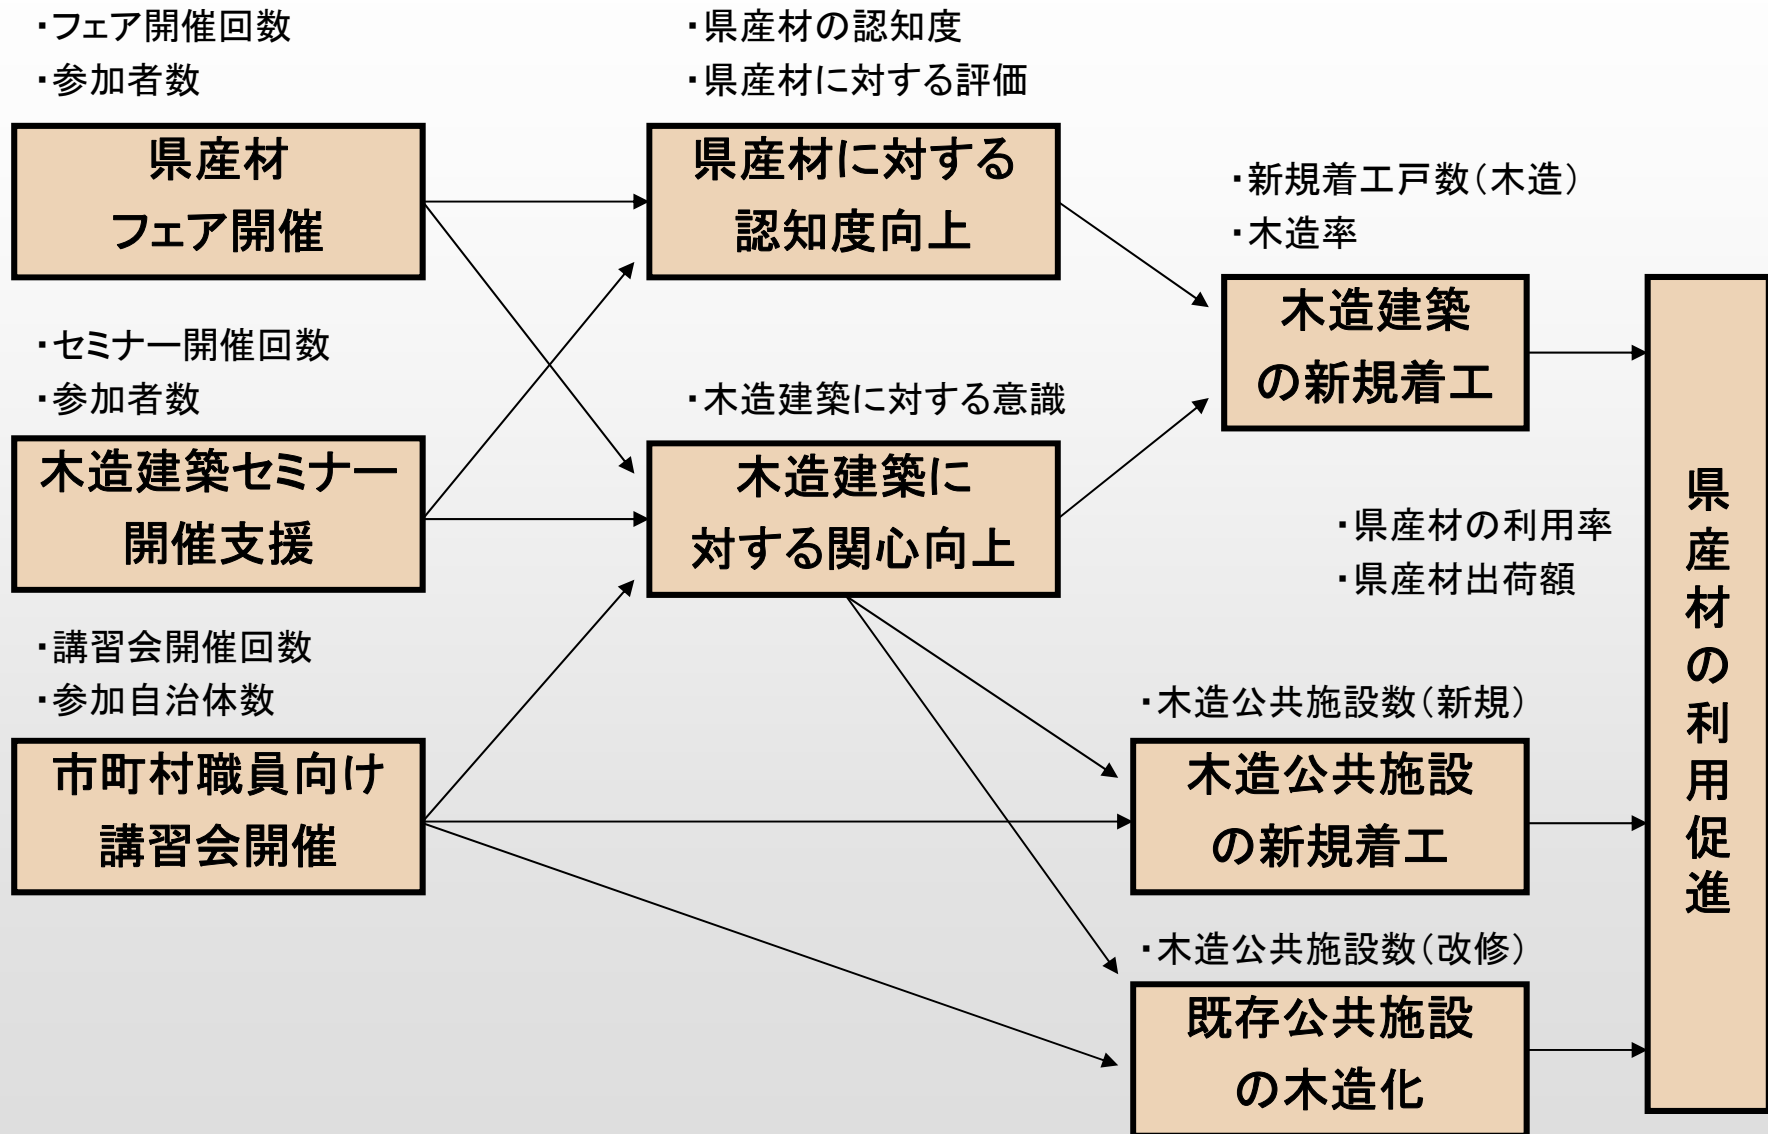 ・フェア開催回数
・参加者数
県産材
フェア開催
・セミナー開催回数
・参加者数
木造建築セミナー
開催支援
・講習会開催回数
・参加自治体数
市町村職員向け
講習会開催
・県産材の認知度
・県産材に対する評価
県産材に対する
認知度向上
・木造建築に対する意識
木造建築に
対する関心向上
・新規着工戸数(木造)
・木造率
木造建築
の新規着工
・木造公共施設数(新規)
木造公共施設
の新規着工
・木造公共施設数(改修)
既存公共施設
の木造化
・県産材の利用率
・県産材出荷額
県産材の利用促進